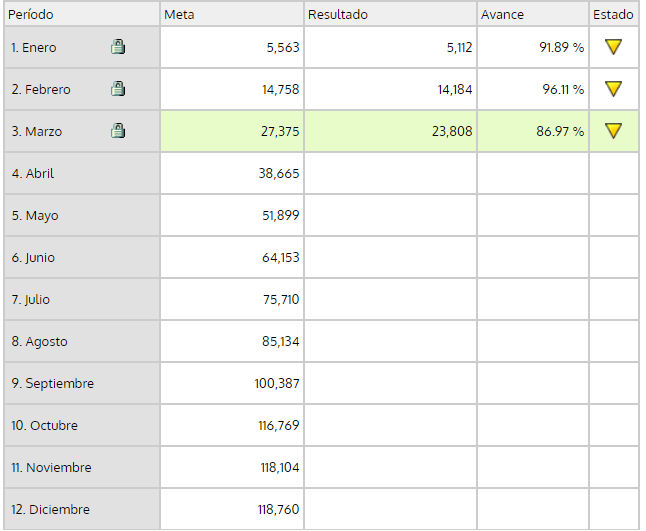 Período Meta Resultado Avance Estado
1. Enero 5,563 5,112 91.89 %
2. Febrero 14,758 14,184 96.11 %
3. Marzo 27,375 23,808 86.97 %
4. Abril 38,665
5. Mayo 51,899
6. Junio 64,153
7. Julio 75,710
8. Agosto 85,134
9. Septiembre 100,387
10. Octubre 116,769
11. Noviembre 118,104
12. Diciembre 118,760